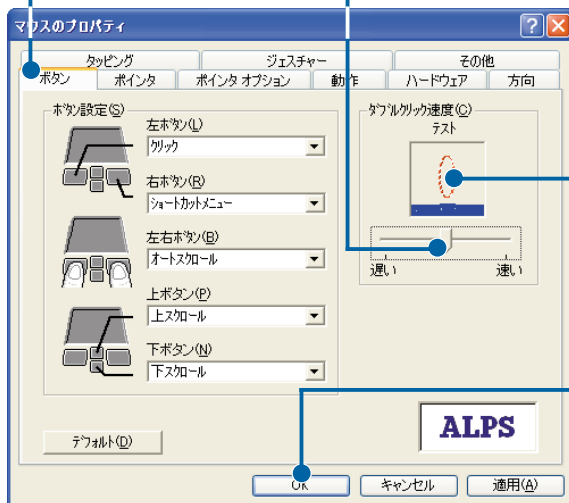 マウスのプロパティ
タッピング ジェスチャー その他
ボタン ポインタ ポインタ オプション 動作 ハードウェア 方向
ボタン設定(S)
左ボタン(L)
クリック
右ボタン(R)
ショートカットメニュー
左右ボタン(B)
オートスクロール
上ボタン(P)
上スクロール
下ボタン(N)
下スクロール
デフォルト(D)
ダブルクリック速度(C)
テスト
遅い 速い
ALPS
OK キャンセル 適用(A)